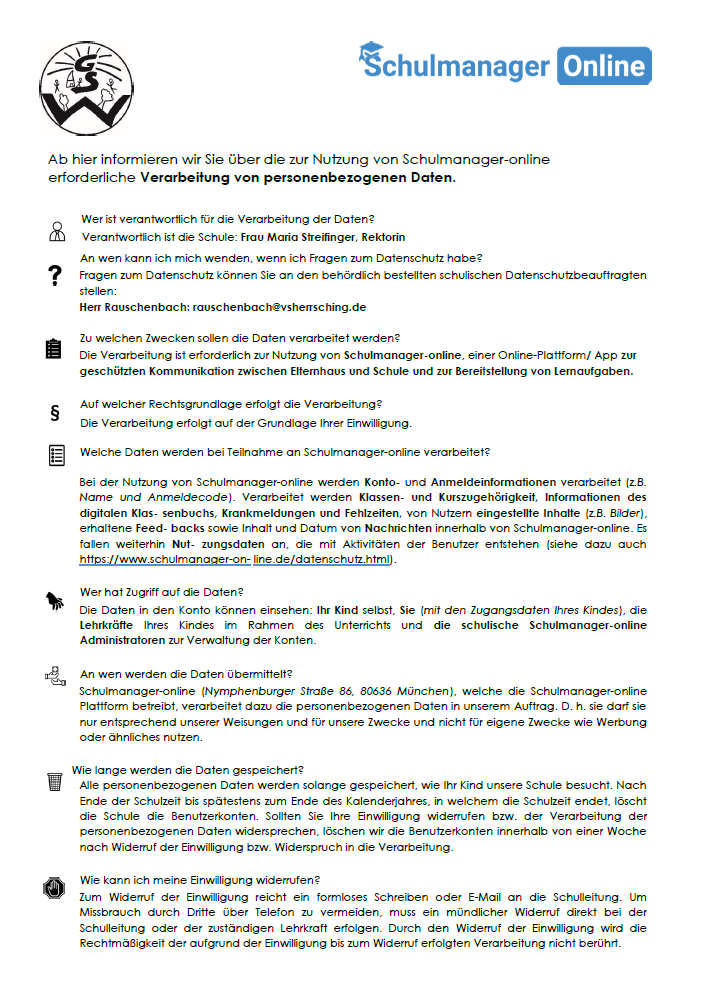 GS
W
Schulmanager Online
Ab hier informieren wir Sie über die zur Nutzung von Schulmanager-online
erforderliche Verarbeitung von personenbezogenen Daten.
Wer ist verantwortlich für die Verarbeitung der Daten?
Verantwortlich ist die Schule: Frau Maria Streifinger, Rektorin
An wen kann ich mich wenden, wenn ich Fragen zum Datenschutz habe?
?
Fragen zum Datenschutz können Sie an den behördlich bestellten schulischen Datenschutzbeauftragten
stellen:
Herr Rauschenbach: rauschenbach@vsherrsching.de
Zu welchen Zwecken sollen die Daten verarbeitet werden?
Die Verarbeitung ist erforderlich zur Nutzung von Schulmanager-online, einer Online-Plattform/ App zur
geschützten Kommunikation zwischen Elternhaus und Schule und zur Bereitstellung von Lernaufgaben.
Auf welcher Rechtsgrundlage erfolgt die Verarbeitung?
§
Die Verarbeitung erfolgt auf der Grundlage Ihrer Einwilligung.
Welche Daten werden bei Teilnahme an Schulmanager-online verarbeitet?
Bei der Nutzung von Schulmanager-online werden Konto- und Anmeldeinformationen verarbeitet (z.B.
Name und Anmeldecode). Verarbeitet werden Klassen- und Kurszugehörigkeit, Informationen des
digitalen Klas- senbuchs, Krankmeldungen und Fehlzeiten, von Nutzern eingestellte Inhalte (z.B. Bilder),
erhaltene Feed- backs sowie Inhalt und Datum von Nachrichten innerhalb von Schulmanager-online. Es
fallen weiterhin Nut- zungsdaten an, die mit Aktivitäten der Benutzer entstehen (siehe dazu auch
https://www.schulmanager-on- line.de/datenschutz.html).
Wer hat Zugriff auf die Daten?
Die Daten in den Konto können einsehen: Ihr Kind selbst, Sie (mit den Zugangsdaten Ihres Kindes), die
Lehrkräfte Ihres Kindes im Rahmen des Unterrichts und die schulische Schulmanager-online
Administratoren zur Verwaltung der Konten.
An wen werden die Daten übermittelt?
Schulmanager-online (Nymphenburger Straße 86, 80636 München), welche die Schulmanager-online
Plattform betreibt, verarbeitet dazu die personenbezogenen Daten in unserem Auftrag. D. h. sie darf sie
nur entsprechend unserer Weisungen und für unsere Zwecke und nicht für eigene Zwecke wie Werbung
oder ähnliches nutzen.
Wie lange werden die Daten gespeichert?
Alle personenbezogenen Daten werden solange gespeichert, wie Ihr Kind unsere Schule besucht. Nach
Ende der Schulzeit bis spätestens zum Ende des Kalenderjahres, in welchem die Schulzeit endet, löscht
die Schule die Benutzerkonten. Sollten Sie Ihre Einwilligung widerrufen bzw. der Verarbeitung der
personenbezogenen Daten widersprechen, löschen wir die Benutzerkonten innerhalb von einer Woche
nach Widerruf der Einwilligung bzw. Widerspruch in die Verarbeitung.
Wie kann ich meine Einwilligung widerrufen?
Zum Widerruf der Einwilligung reicht ein formloses Schreiben oder E-Mail an die Schulleitung. Um
Missbrauch durch Dritte über Telefon zu vermeiden, muss ein mündlicher Widerruf direkt bei der
Schulleitung oder der zuständigen Lehrkraft erfolgen. Durch den Widerruf der Einwilligung wird die
Rechtmäßigkeit der aufgrund der Einwilligung bis zum Widerruf erfolgten Verarbeitung nicht berührt.